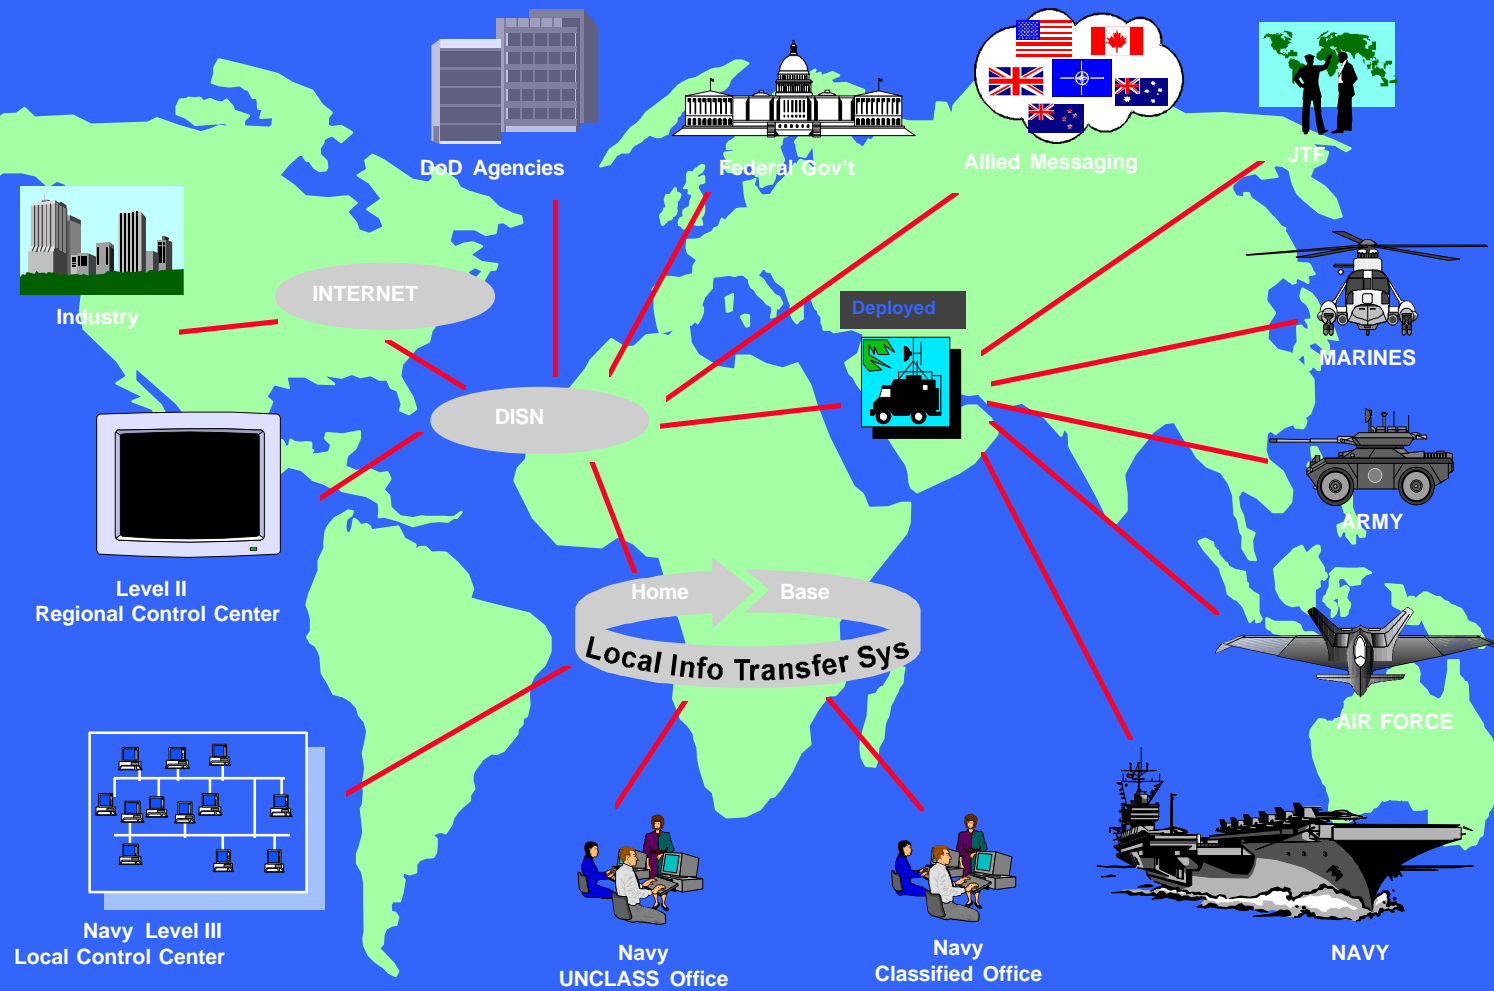 DoD Agencies
Federal Gov't
Allied Messaging
JTF
Industry
INTERNET
Deployed
MARINES
DISN
ARMY
Level II
Regional Control Center
Home Base
Local Info Transfer Sys
AIR FORCE
Navy Level III
Local Control Center
Navy
UNCLASS Office
Navy
Classified Office
NAVY